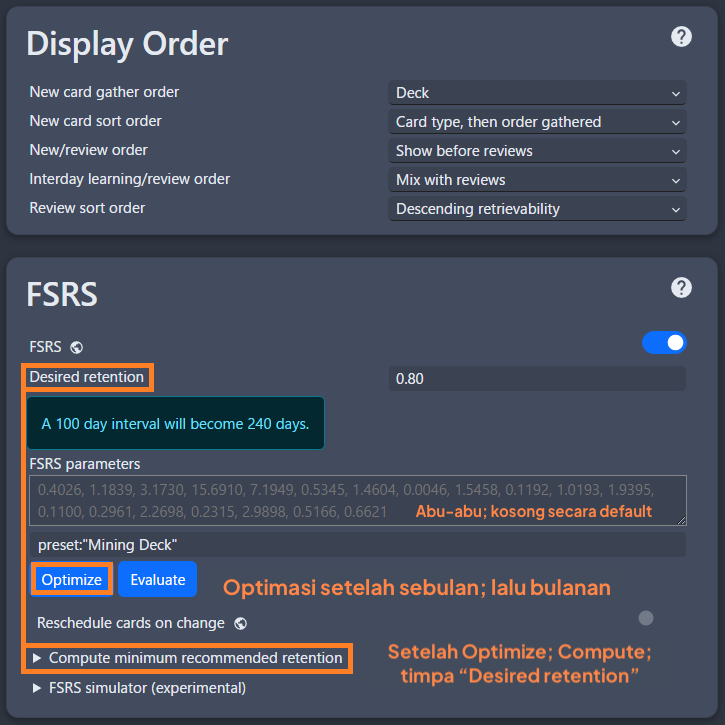 Display Order
New card gather order
Deck
New card sort order
Card type, then order gathered
New/review order
Show before reviews
Interday learning/review order
Mix with reviews
Review sort order
Descending retrievability
FSRS
FSRS
Desired retention
0.80
A 100 day interval will become 240 days.
FSRS parameters
0.4026, 1.1839, 3.1730, 15.6910, 7.1949, 0.5345, 1.4604, 0.0046, 1.5458, 0.1192, 1.0193, 1.9395,
0.1100, 0.2961, 2.2698, 0.2315, 2.9898, 0.5166, 0.6621
Abu-abu; kosong secara default
preset:"Mining Deck"
Optimize
Evaluate
Optimasi setelah sebulan; lalu bulanan
Reschedule cards on change
Compute minimum recommended retention
Setelah Optimize; Compute;
timpa “Desired retention”
FSRS simulator (experimental)